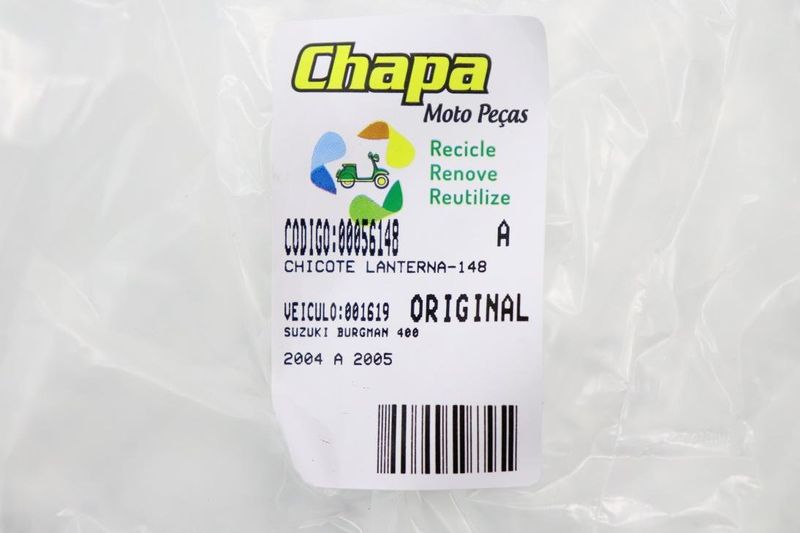 Chapa
Moto Peças
Recicle
Renove
Reutilize
CODIGO:00056148 A
CHICOTE LANTERNA-148
VEICULO:001619 ORIGINAL
SUZUKI BURGMAN 400
2004 A 2005